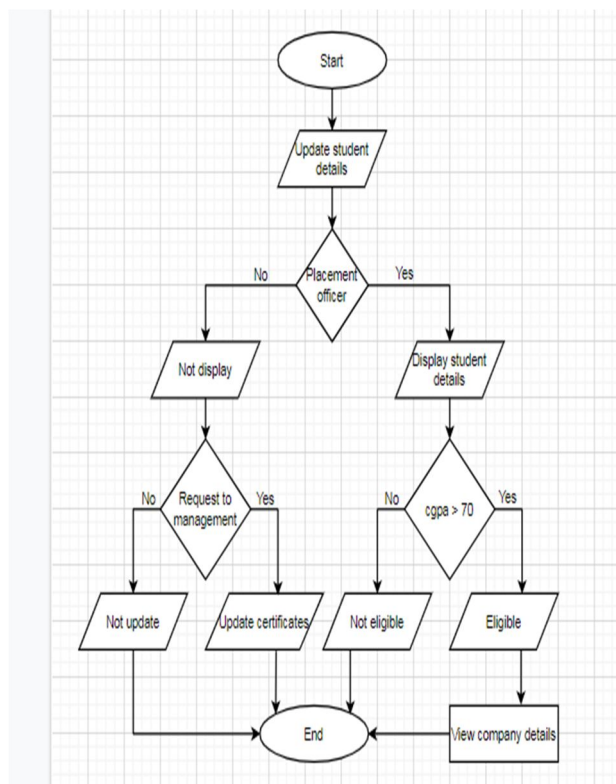 Start
Update student
details
Placement
officer
No
Yes
Not display
Display student
details
Request to
management
No
Yes
cgpa > 70
No
Yes
Not update
Update certificates
Not eligible
Eligible
End
View company details